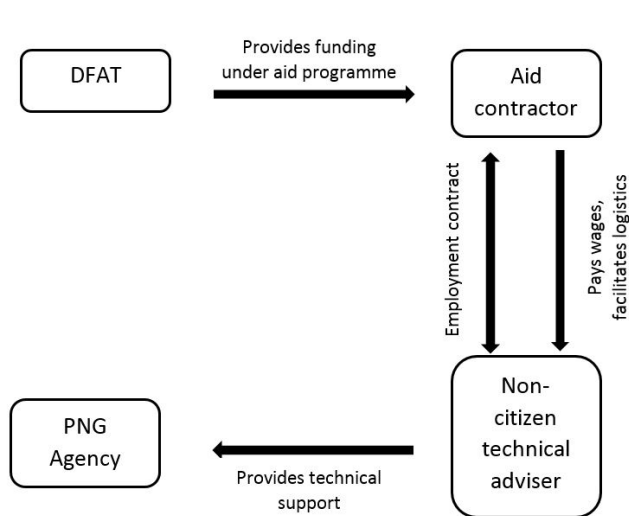 DFAT
Provides funding
under aid programme
Aid
contractor
Employment contract
Pays wages,
facilitates logistics
PNG
Agency
Provides technical
support
Non-
citizen
technical
adviser